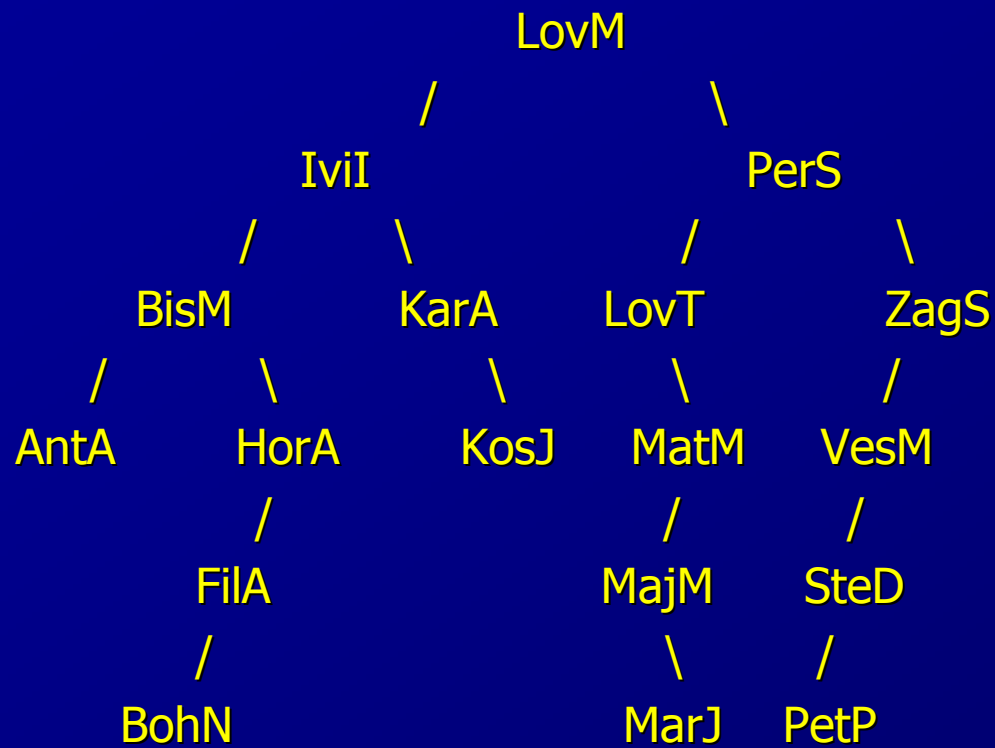 LovM
/ \
IviI PerS
/ \ / \
BisM KarA LovT ZagS
/ \ \ \ /
AntA HorA KosJ MatM VesM
/ / /
FilA MajM SteD
/ \ /
BohN MarJ PetP